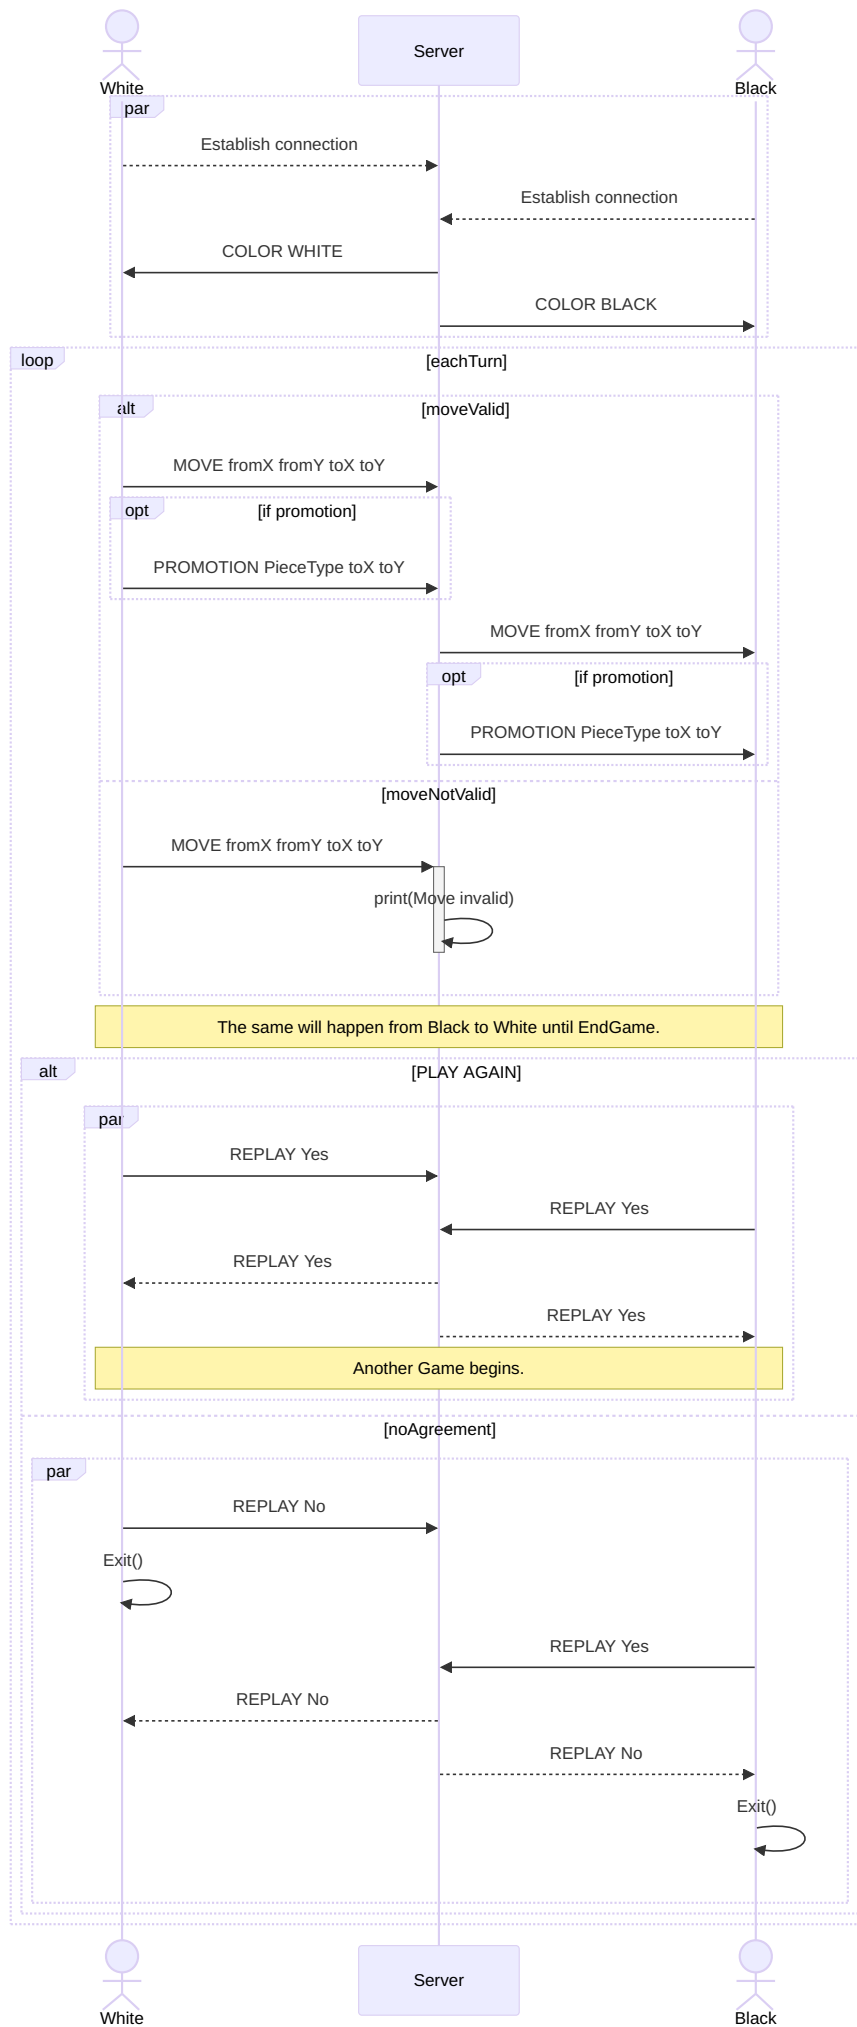 White
Server
Black
par
Establish connection
Establish connection
COLOR WHITE
COLOR BLACK
loop
[eachTurn]
alt
[moveValid]
MOVE fromX fromY toX toY
opt
[if promotion]
PROMOTION PieceType toX toY
MOVE fromX fromY toX toY
opt
[if promotion]
PROMOTION PieceType toX toY
[moveNotValid]
MOVE fromX fromY toX toY
print(Move invalid)
The same will happen from Black to White until EndGame.
alt
[PLAY AGAIN]
par
REPLAY Yes
REPLAY Yes
REPLAY Yes
REPLAY Yes
Another Game begins.
[noAgreement]
par
REPLAY No
Exit()
REPLAY Yes
REPLAY No
REPLAY No
Exit()
White
Server
Black